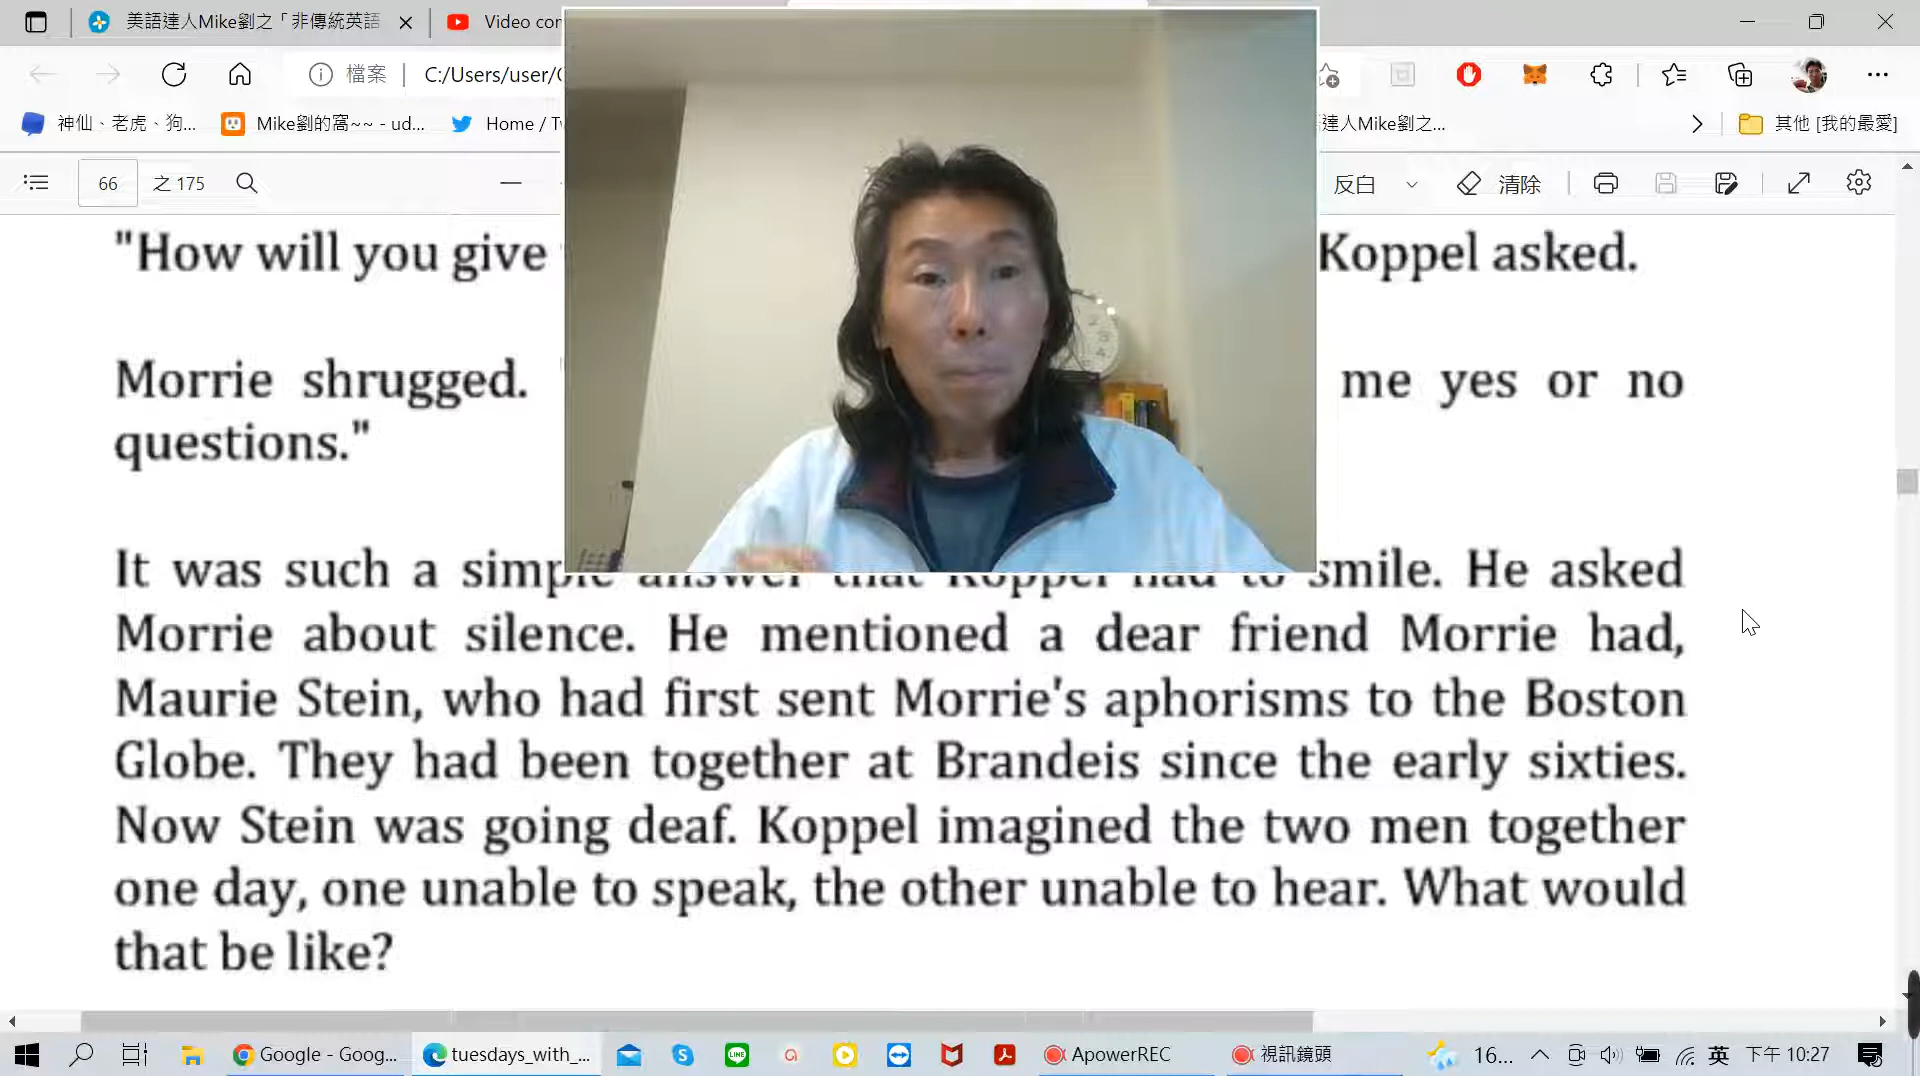 美語達人Mike劉之「非傳統英語
Video cor
檔案
C:/Users/user/
神仙、老虎、狗...
Mike劉的窩~~ - ud...
Home / Tw
達人Mike劉之...
其他 [我的最愛]
66 之 175
反白
清除
"How will you give
Koppel asked.
Morrie shrugged.
me yes or no
questions."
It was such a simple answer that Koppel had to smile. He asked
Morrie about silence. He mentioned a dear friend Morrie had,
Maurie Stein, who had first sent Morrie's aphorisms to the Boston
Globe. They had been together at Brandeis since the early sixties.
Now Stein was going deaf. Koppel imagined the two men together
one day, one unable to speak, the other unable to hear. What would
that be like?
Google - Goog...
tuesdays_with_...
ApowerREC
視訊鏡頭
16...
英
下午 10:27